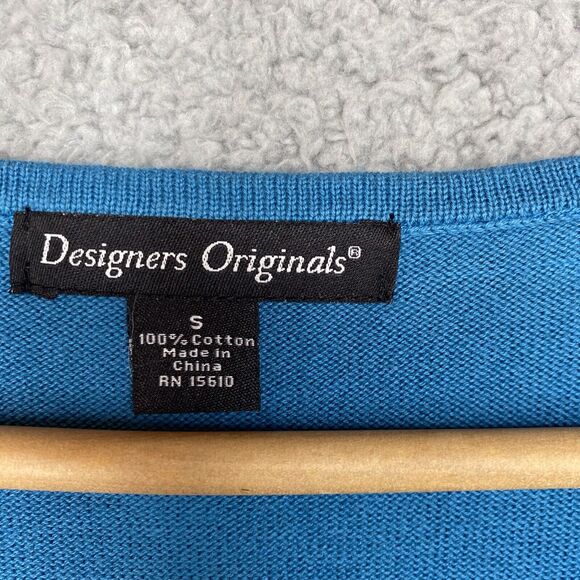 Designers Originals®
S
100% Cotton
Made in
China
RN 15610